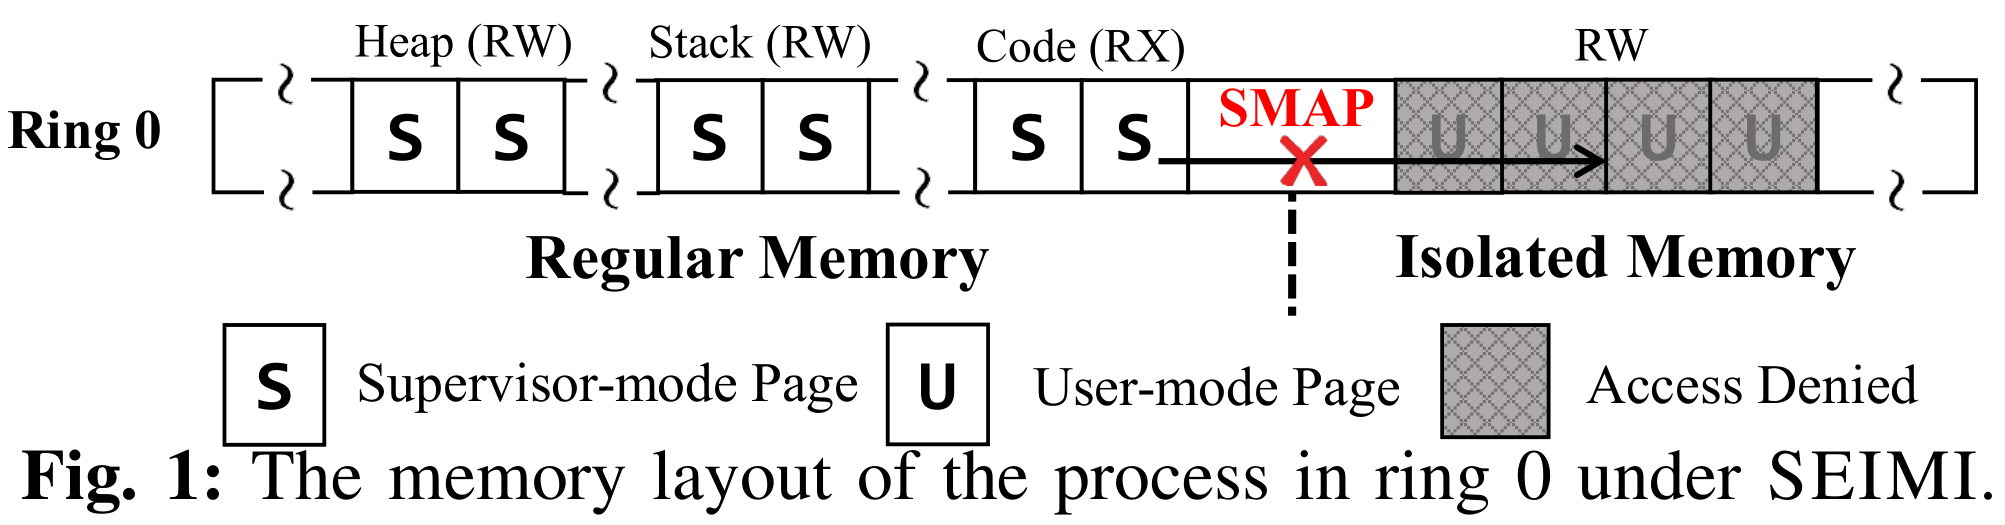 Heap (RW) Stack (RW) Code (RX) RW
Ring 0 S S S S S S SMAP U U U U
Regular Memory Isolated Memory
S Supervisor-mode Page U User-mode Page Access Denied
Fig. 1: The memory layout of the process in ring 0 under SEIMI.